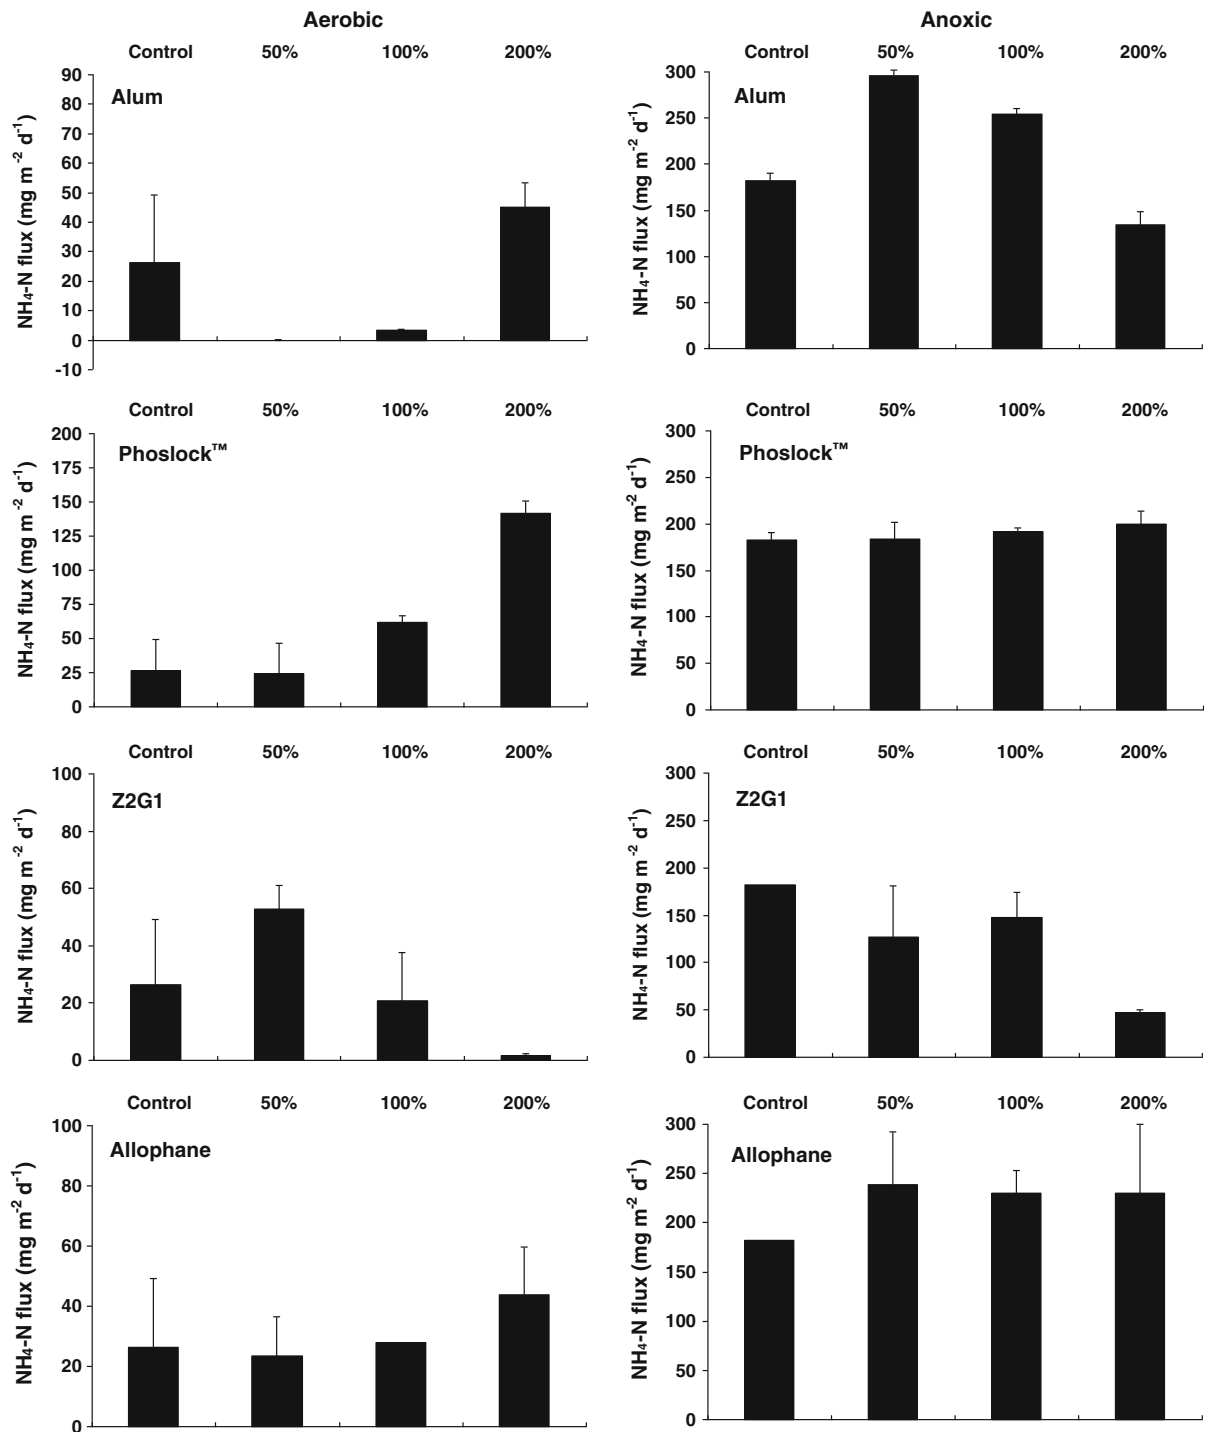 Aerobic
Anoxic
Control 50% 100% 200%
Alum
NH₄-N flux (mg m⁻² d⁻¹)
90
80
70
60
50
40
30
20
10
0
-10
Control 50% 100% 200%
Alum
NH₄-N flux (mg m⁻² d⁻¹)
300
250
200
150
100
50
0
Control 50% 100% 200%
Phoslock™
NH₄-N flux (mg m⁻² d⁻¹)
200
175
150
125
100
75
50
25
0
Control 50% 100% 200%
Phoslock™
NH₄-N flux (mg m⁻² d⁻¹)
300
250
200
150
100
50
0
Control 50% 100% 200%
Z2G1
NH₄-N flux (mg m⁻² d⁻¹)
100
80
60
40
20
0
Control 50% 100% 200%
Z2G1
NH₄-N flux (mg m⁻² d⁻¹)
300
250
200
150
100
50
0
Control 50% 100% 200%
Allophane
NH₄-N flux (mg m⁻² d⁻¹)
100
80
60
40
20
0
Control 50% 100% 200%
Allophane
NH₄-N flux (mg m⁻² d⁻¹)
300
250
200
150
100
50
0